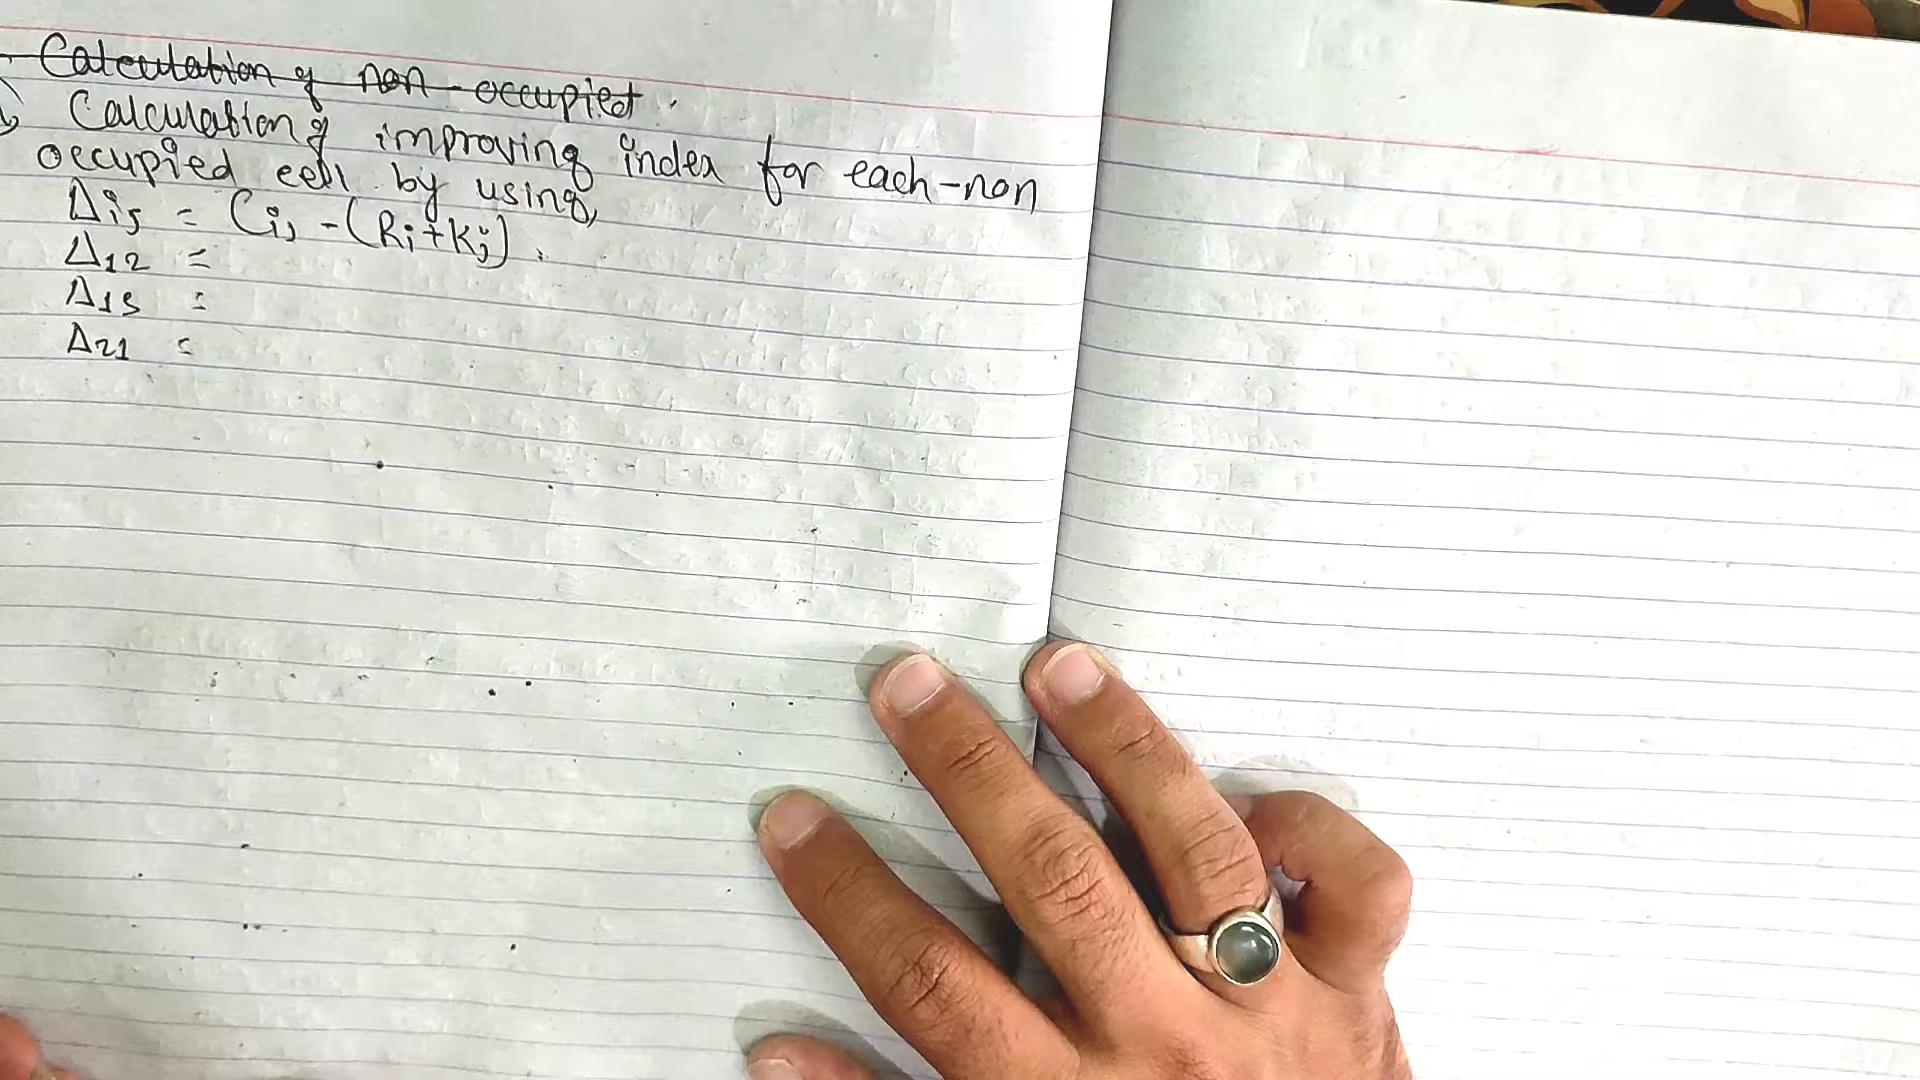 Calculation of non-occupied.
Calculation of improving index for each-non
occupied cell by using,
Δij = Cij - (Ri+Kj).
Δ12 =
Δ13 =
Δ21 =